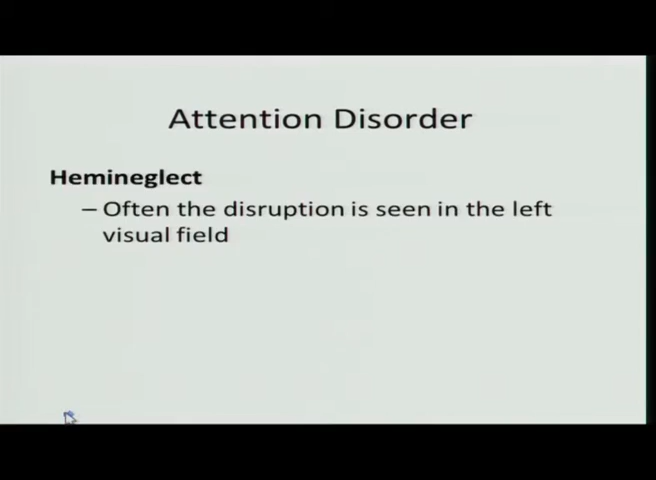 Attention Disorder
Hemineglect
– Often the disruption is seen in the left
visual field